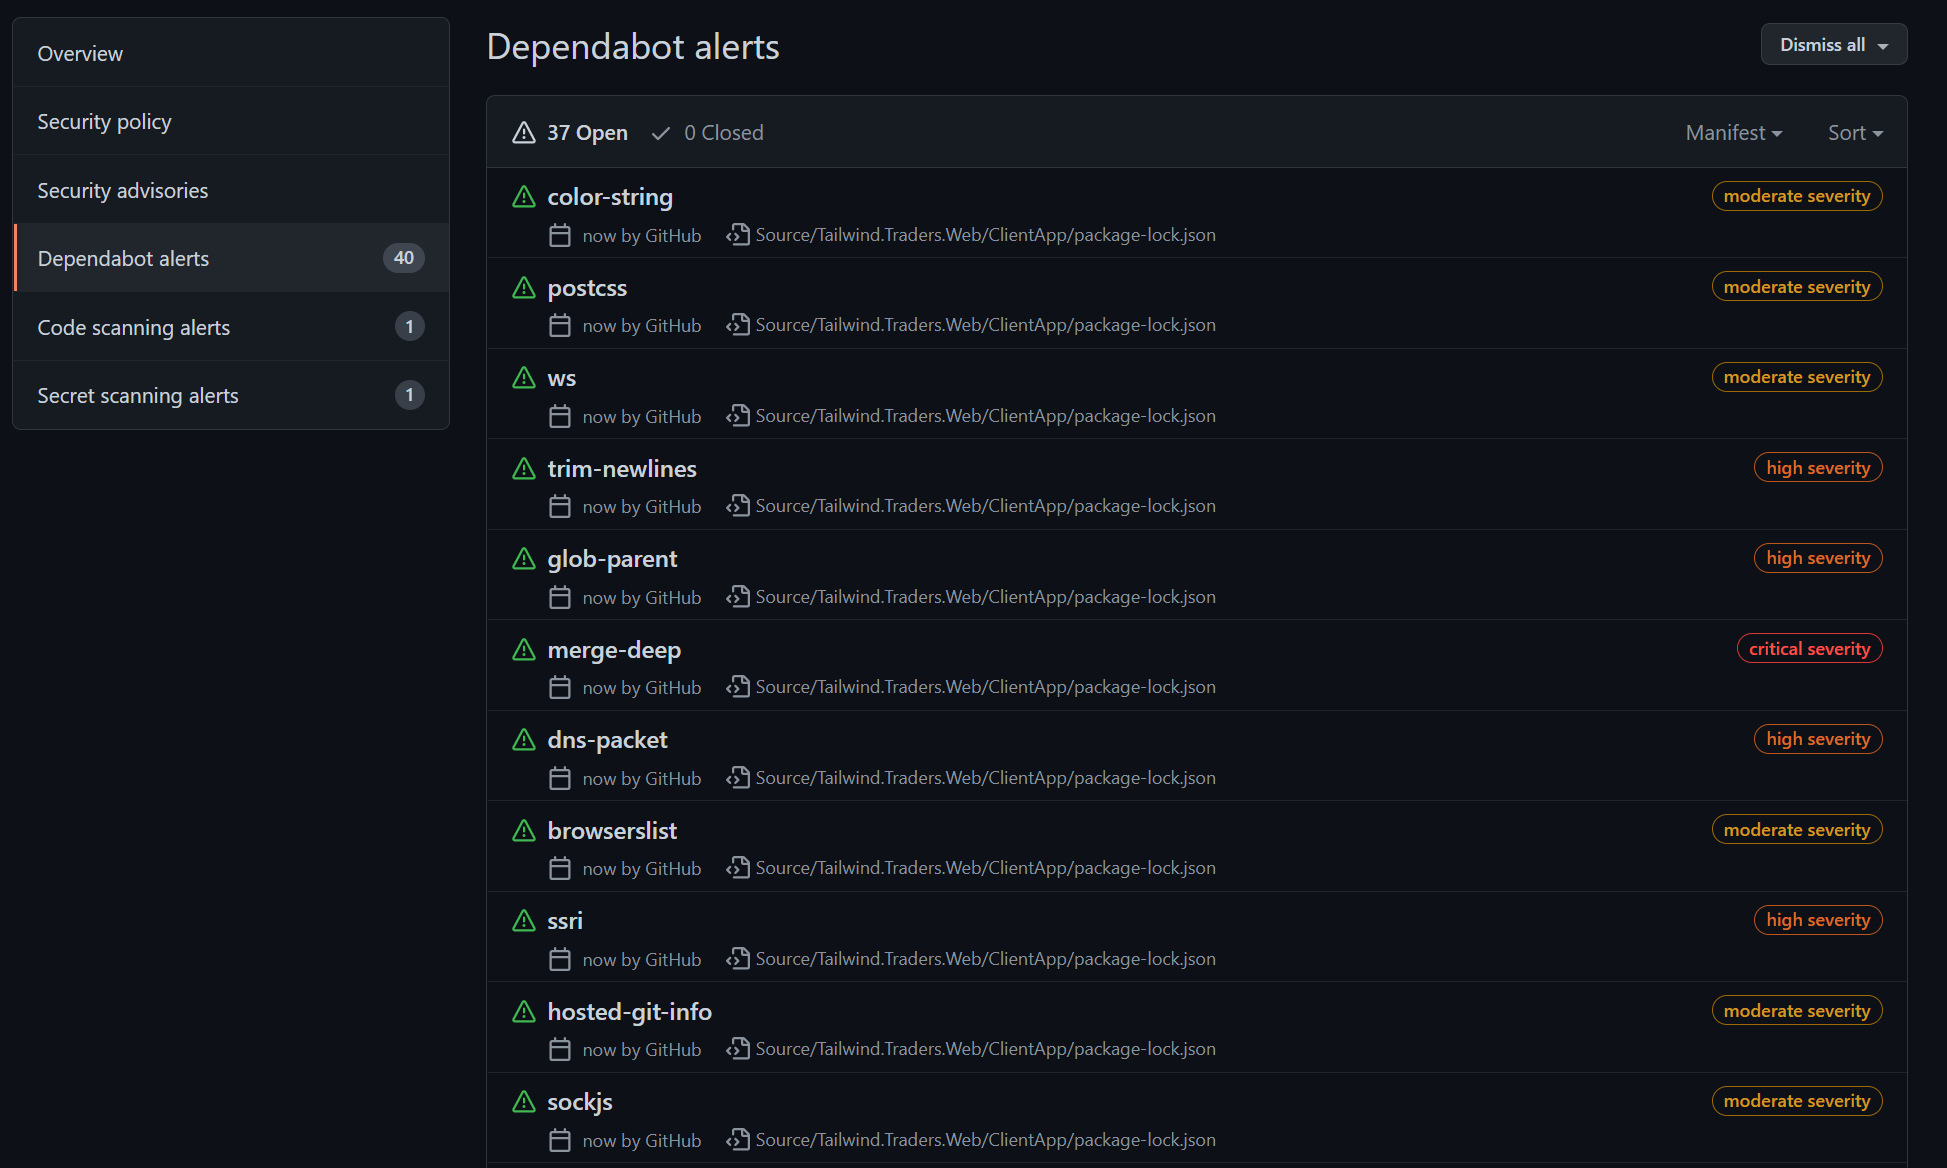 Overview
Security policy
Security advisories
Dependabot alerts 40
Code scanning alerts 1
Secret scanning alerts 1
Dependabot alerts
Dismiss all
37 Open 0 Closed Manifest Sort
color-string moderate severity
now by GitHub Source/Tailwind.Traders.Web/ClientApp/package-lock.json
postcss moderate severity
now by GitHub Source/Tailwind.Traders.Web/ClientApp/package-lock.json
ws moderate severity
now by GitHub Source/Tailwind.Traders.Web/ClientApp/package-lock.json
trim-newlines high severity
now by GitHub Source/Tailwind.Traders.Web/ClientApp/package-lock.json
glob-parent high severity
now by GitHub Source/Tailwind.Traders.Web/ClientApp/package-lock.json
merge-deep critical severity
now by GitHub Source/Tailwind.Traders.Web/ClientApp/package-lock.json
dns-packet high severity
now by GitHub Source/Tailwind.Traders.Web/ClientApp/package-lock.json
browserslist moderate severity
now by GitHub Source/Tailwind.Traders.Web/ClientApp/package-lock.json
ssri high severity
now by GitHub Source/Tailwind.Traders.Web/ClientApp/package-lock.json
hosted-git-info moderate severity
now by GitHub Source/Tailwind.Traders.Web/ClientApp/package-lock.json
sockjs moderate severity
now by GitHub Source/Tailwind.Traders.Web/ClientApp/package-lock.json